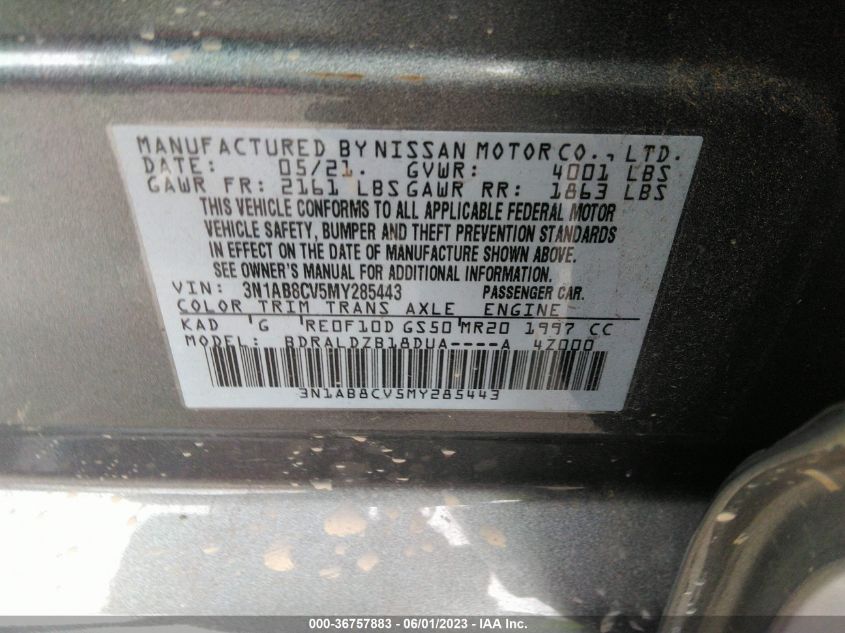 MANUFACTURED BY NISSAN MOTOR CO., LTD.
DATE: 05/21. GVWR: 4001 LBS
GAWR FR: 2161 LBS GAWR RR: 1863 LBS
THIS VEHICLE CONFORMS TO ALL APPLICABLE FEDERAL MOTOR
VEHICLE SAFETY, BUMPER AND THEFT PREVENTION STANDARDS
IN EFFECT ON THE DATE OF MANUFACTURE SHOWN ABOVE.
SEE OWNER'S MANUAL FOR ADDITIONAL INFORMATION.
VIN: 3N1AB8CV5MY285443 PASSENGER CAR.
COLOR TRIM TRANS AXLE ENGINE
KAD G RE0F10D GS50 MR20 1997 CC
MODEL: BDRALDZB18DUA----A 4Z000
3N1AB8CV5MY285443
000-36757883 - 06/01/2023 - IAA Inc.